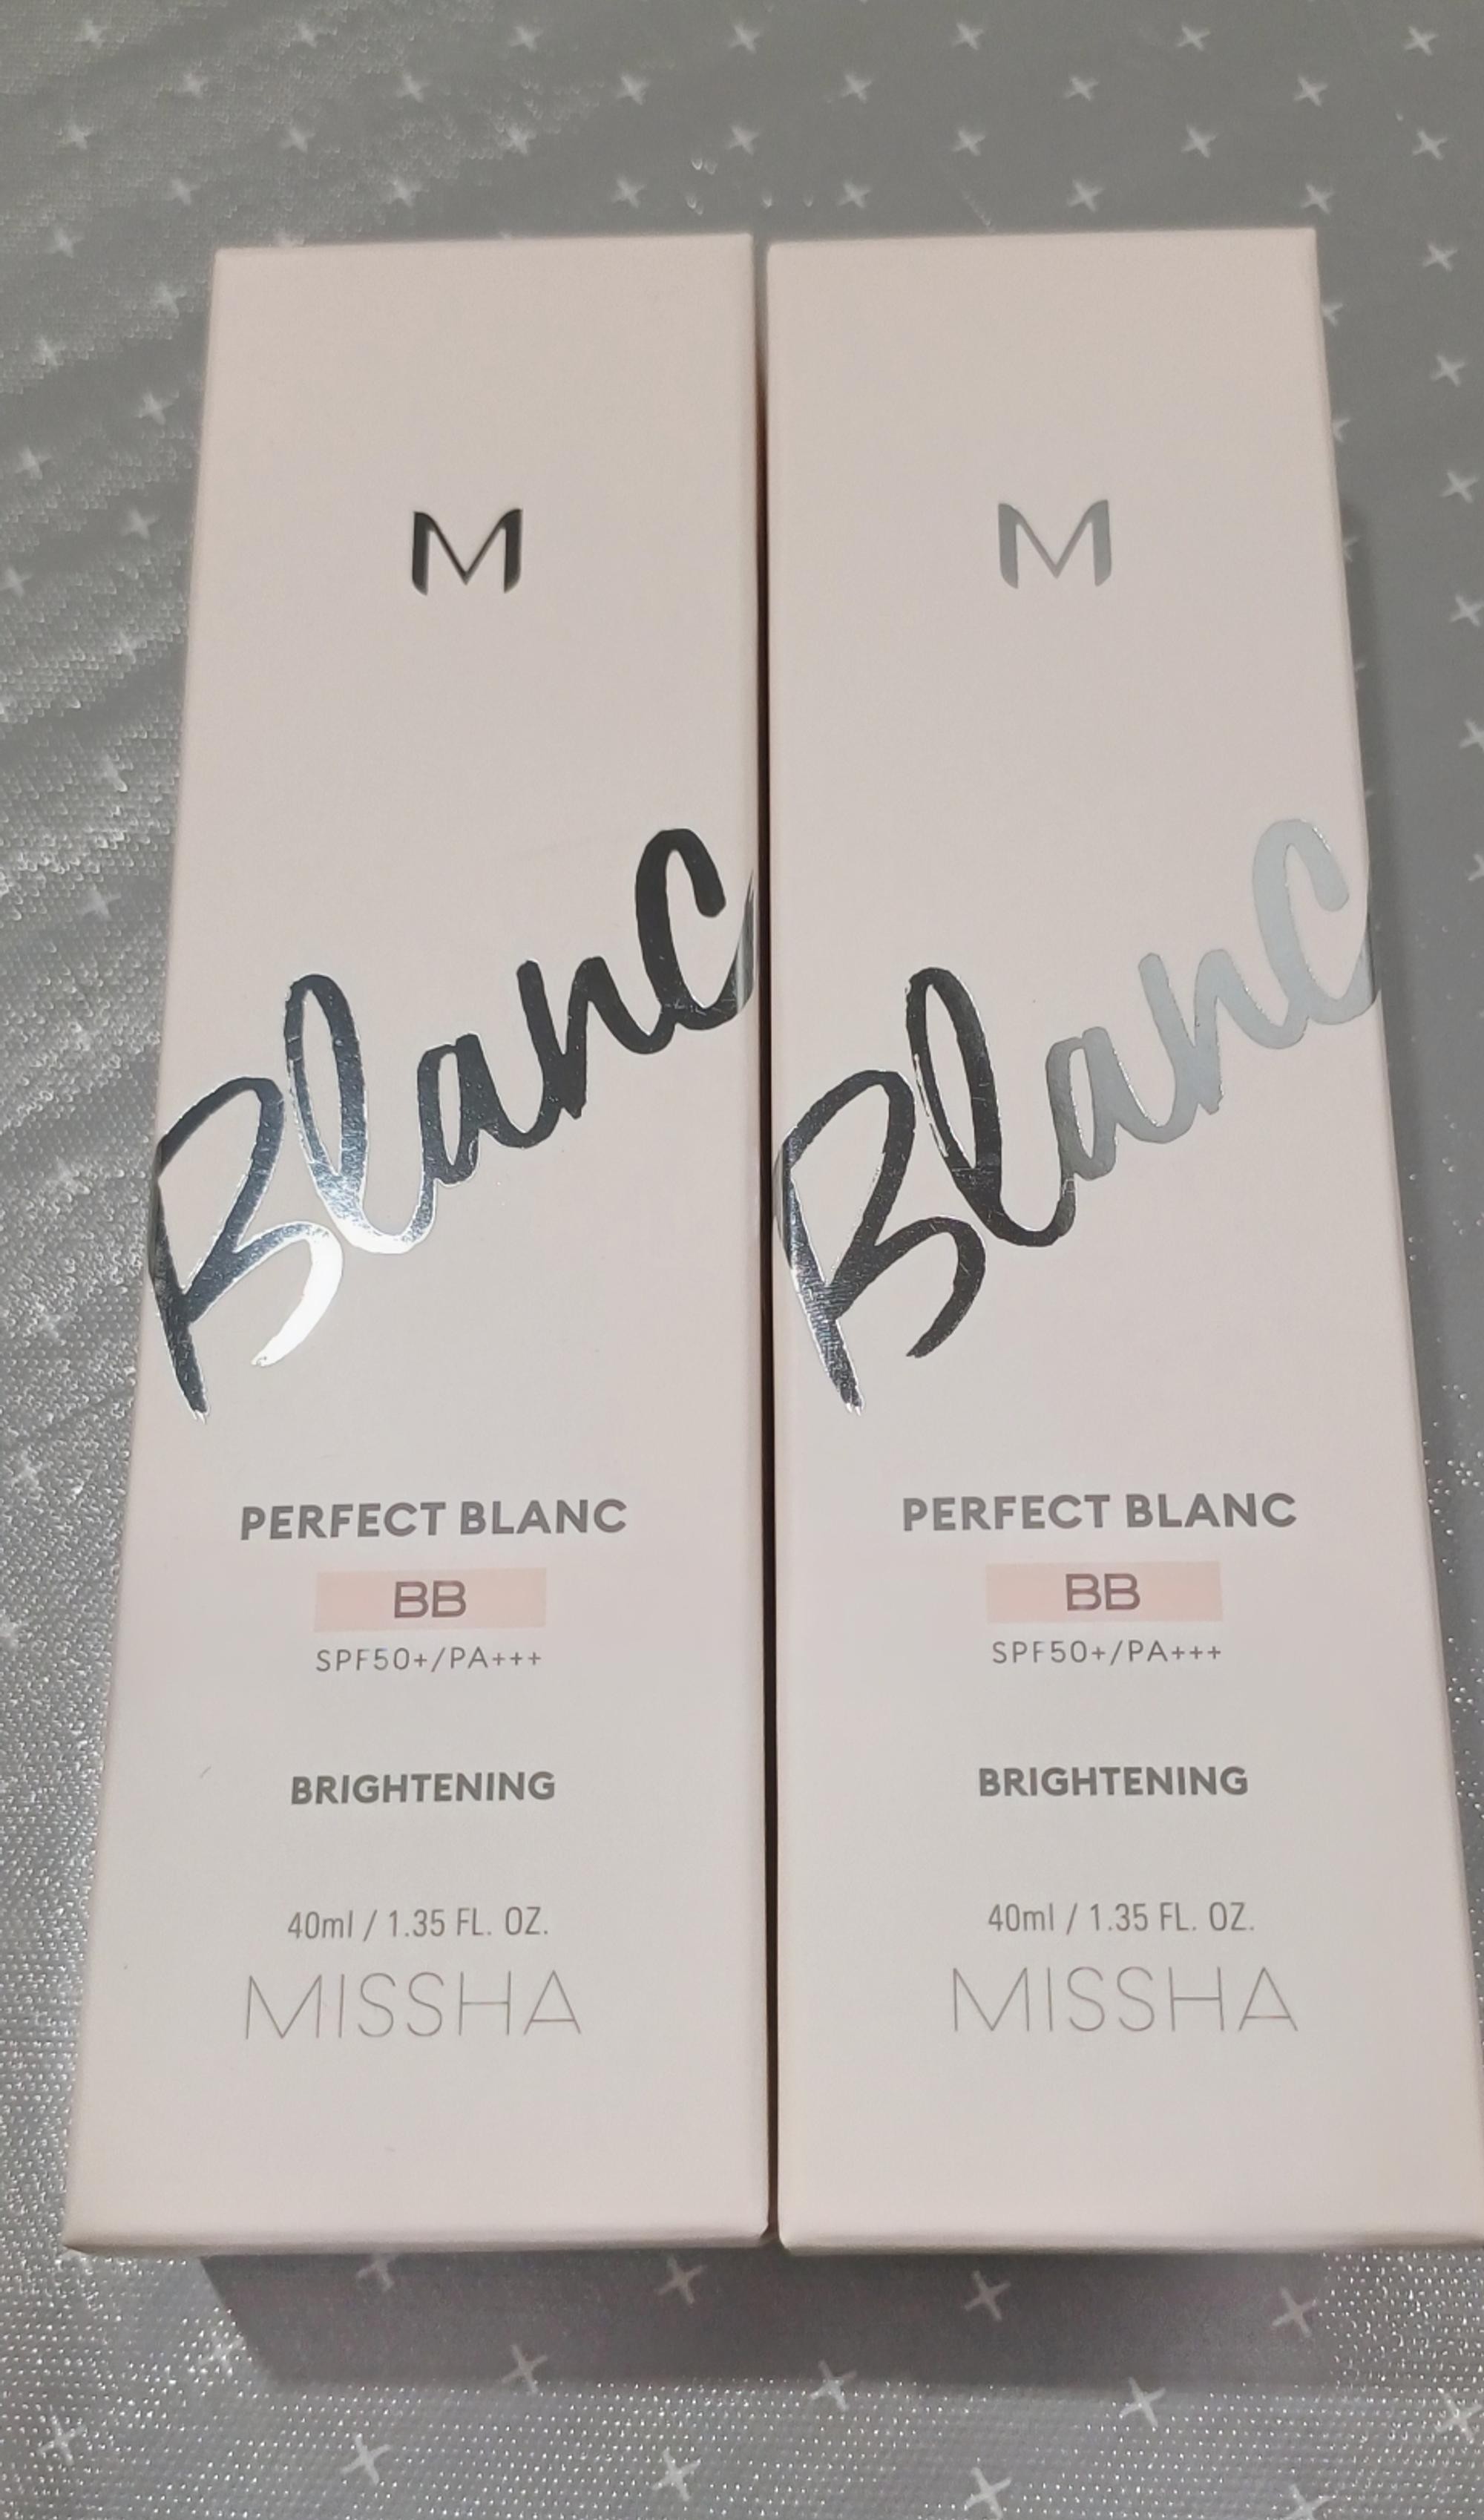 M
Blanc
PERFECT BLANC
BB
SPF50+/PA+++
BRIGHTENING
40ml / 1.35 FL. OZ.
MISSHA
M
Blanc
PERFECT BLANC
BB
SPF50+/PA+++
BRIGHTENING
40ml / 1.35 FL. OZ.
MISSHA